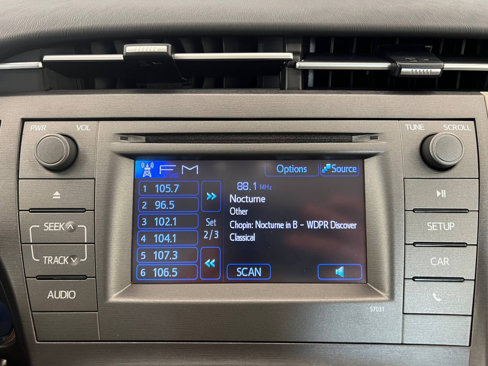 PWR VOL
TUNE SCROLL
FM Options Source
1 105.7
2 96.5
3 102.1
4 104.1
5 107.3
6 106.5
Set
2/3
88.1 MHz
Nocturne
Other
Chopin: Nocturne in B - WDPR Discover
Classical
SCAN
SEEK
TRACK
AUDIO
SETUP
CAR
57031